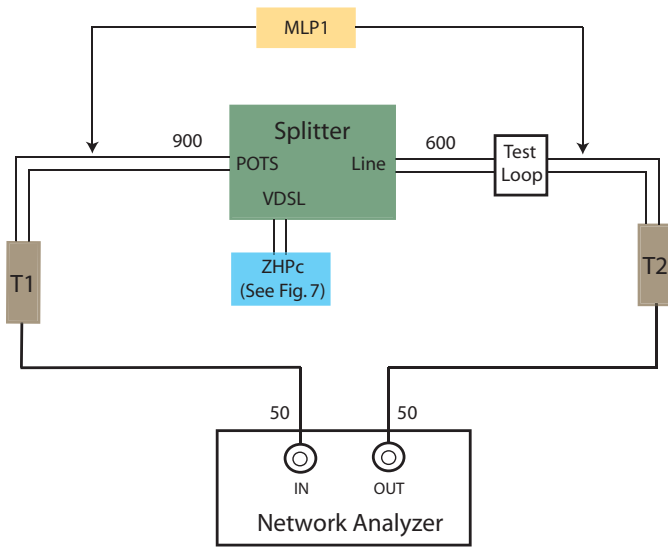 MLP1
Splitter
900
600
POTS
Line
Test
Loop
VDSL
ZHPc
(See Fig. 7)
T1
T2
50
50
IN
OUT
Network Analyzer